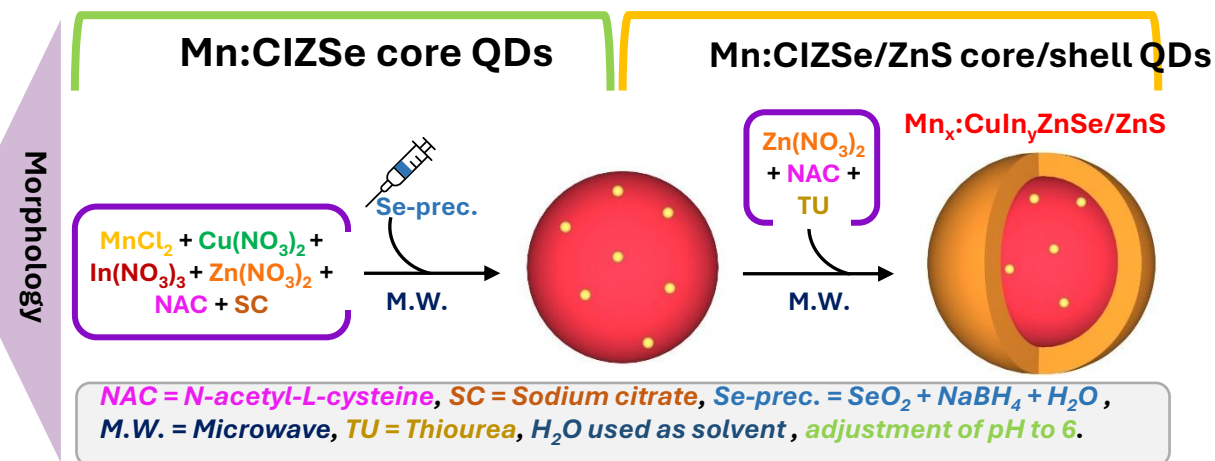 Mn:CIZSe core QDs
Mn:CIZSe/ZnS core/shell QDs
Morphology
MnCl₂ + Cu(NO₃)₂ +
In(NO₃)₃ + Zn(NO₃)₂ +
NAC + SC
Se-prec.
M.W.
Zn(NO₃)₂
+ NAC +
TU
M.W.
Mnₓ:CuInᵧZnSe/ZnS
NAC = N-acetyl-L-cysteine, SC = Sodium citrate, Se-prec. = SeO₂ + NaBH₄ + H₂O ,
M.W. = Microwave, TU = Thiourea, H₂O used as solvent , adjustment of pH to 6.